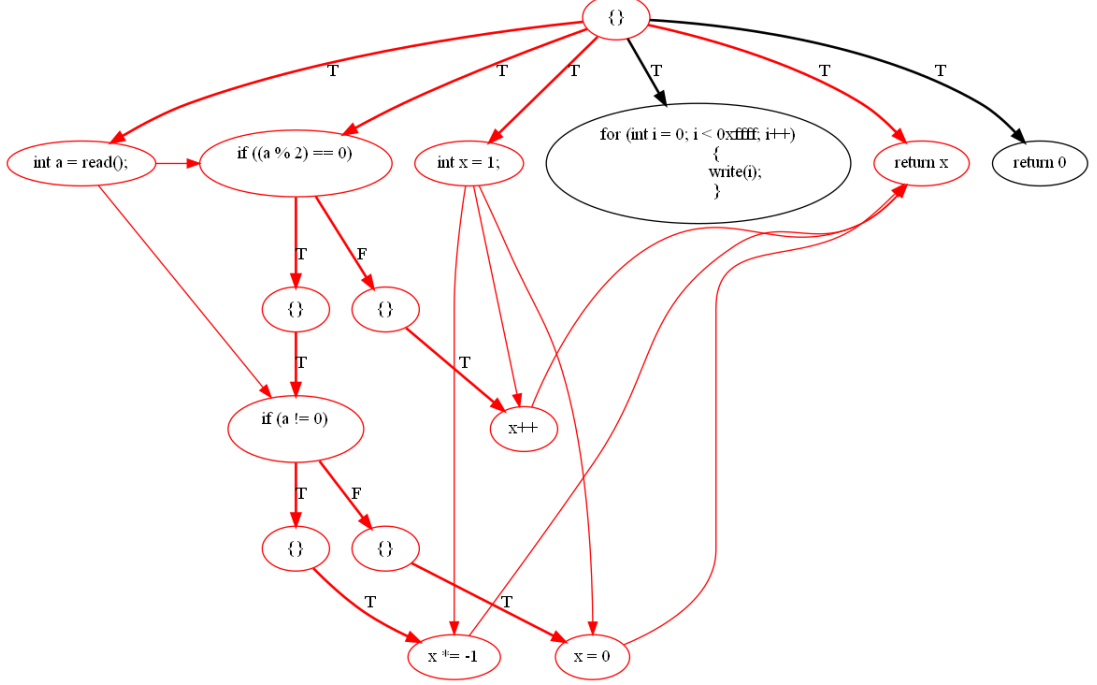 {}
T
T
T
T
T
T
int a = read();
if ((a % 2) == 0)
int x = 1;
for (int i = 0; i < 0xffff; i++)
{
write(i);
}
return x
return 0
T
F
{}
{}
T
T
if (a != 0)
x++
T
F
{}
{}
T
T
x *= -1
x = 0